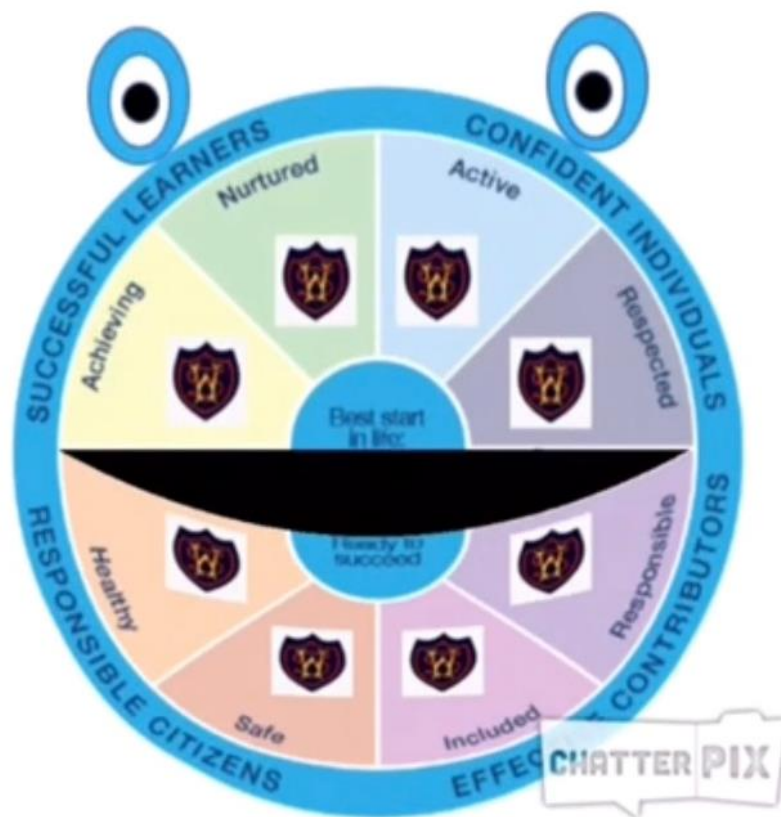 SUCCESSFUL LEARNERS
CONFIDENT INDIVIDUALS
Nurtured
Active
Achieving
Respected
Best start
in life:
Ready to
succeed
Healthy
Responsible
Safe
Included
RESPONSIBLE CITIZENS
CONTRIBUTORS
CHATTER PIX